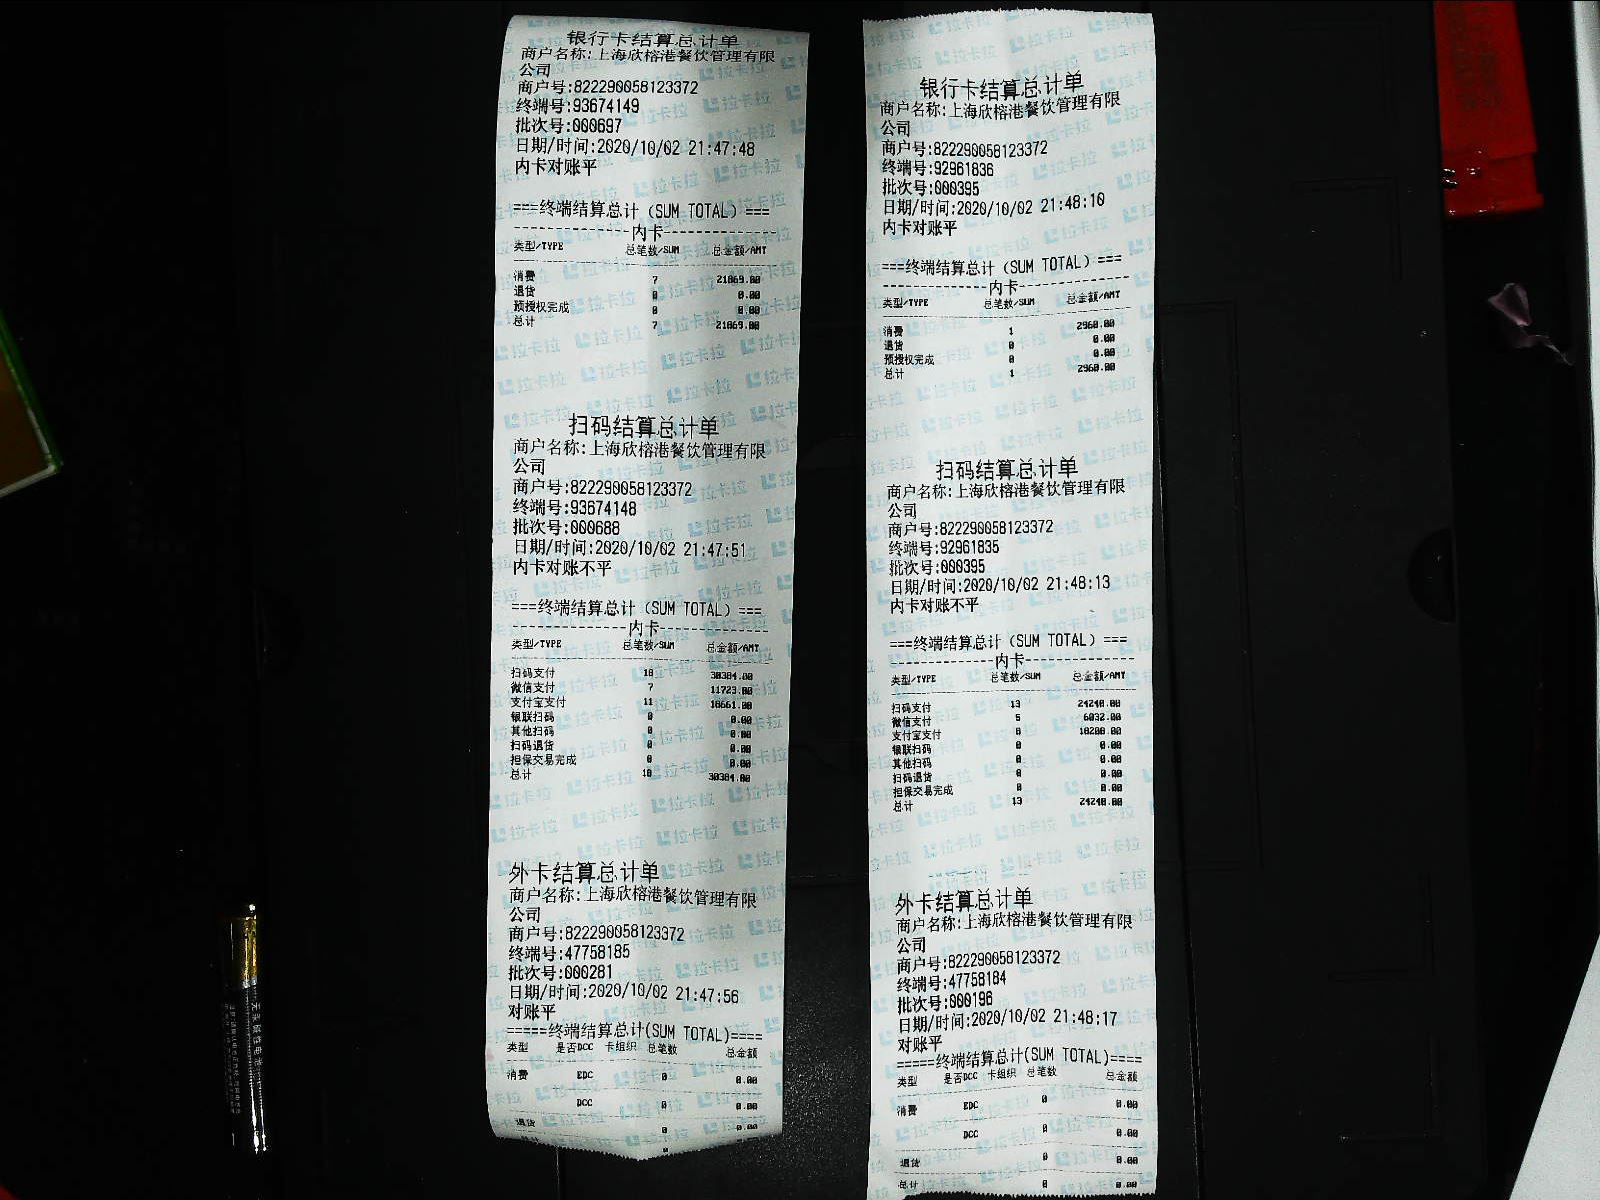 银行卡结算总计单
商户名称:上海欣榕港餐饮管理有限
公司
商户号:822290058123372
终端号:93674149
批次号:000697
日期/时间:2020/10/02 21:47:48
内卡对账平
===终端结算总计（SUM TOTAL）===
内卡
类型/TYPE 总笔数/SUM 总金额/AMT
消费 7 21869.00
退货 0 0.00
预授权完成 0 0.00
总计 7 21869.00
扫码结算总计单
商户名称:上海欣榕港餐饮管理有限
公司
商户号:822290058123372
终端号:93674148
批次号:000688
日期/时间:2020/10/02 21:47:51
内卡对账不平
===终端结算总计（SUM TOTAL）===
内卡
类型/TYPE 总笔数/SUM 总金额/AMT
扫码支付 18 30384.00
微信支付 7 11723.00
支付宝支付 11 18661.00
银联扫码 0 0.00
其他扫码 0 0.00
扫码退货 0 0.00
担保交易完成 0 0.00
总计 18 30384.00
外卡结算总计单
商户名称:上海欣榕港餐饮管理有限
公司
商户号:822290058123372
终端号:47758185
批次号:000281
日期/时间:2020/10/02 21:47:56
对账平
=====终端结算总计(SUM TOTAL)====
类型 是否DCC 卡组织 总笔数 总金额
消费 EDC 0 0.00
DCC 0 0.00
退货 0 0.00
银行卡结算总计单
商户名称:上海欣榕港餐饮管理有限
公司
商户号:822290058123372
终端号:92961836
批次号:000395
日期/时间:2020/10/02 21:48:10
内卡对账平
===终端结算总计（SUM TOTAL）===
内卡
类型/TYPE 总笔数/SUM 总金额/AMT
消费 1 2960.00
退货 0 0.00
预授权完成 0 0.00
总计 1 2960.00
扫码结算总计单
商户名称:上海欣榕港餐饮管理有限
公司
商户号:822290058123372
终端号:92961835
批次号:000395
日期/时间:2020/10/02 21:48:13
内卡对账不平
===终端结算总计（SUM TOTAL）===
内卡
类型/TYPE 总笔数/SUM 总金额/AMT
扫码支付 13 24240.00
微信支付 5 6032.00
支付宝支付 8 18208.00
银联扫码 0 0.00
其他扫码 0 0.00
扫码退货 0 0.00
担保交易完成 0 0.00
总计 13 24240.00
外卡结算总计单
商户名称:上海欣榕港餐饮管理有限
公司
商户号:822290058123372
终端号:47758184
批次号:000196
日期/时间:2020/10/02 21:48:17
对账平
=====终端结算总计(SUM TOTAL)====
类型 是否DCC 卡组织 总笔数 总金额
消费 EDC 0 0.00
DCC 0 0.00
退货 0 0.00
总计 0 0.00